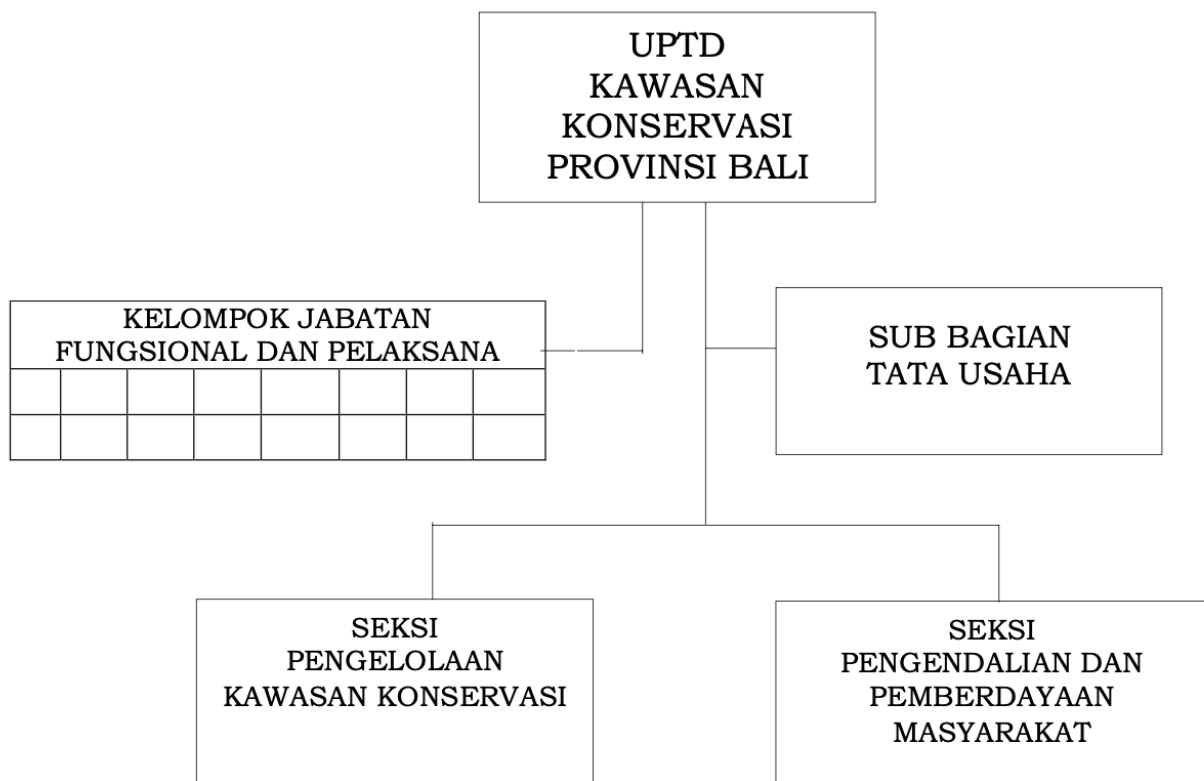 UPTD
KAWASAN
KONSERVASI
PROVINSI BALI
KELOMPOK JABATAN
FUNGSIONAL DAN PELAKSANA
SUB BAGIAN
TATA USAHA
SEKSI
PENGELOLAAN
KAWASAN KONSERVASI
SEKSI
PENGENDALIAN DAN
PEMBERDAYAAN
MASYARAKAT